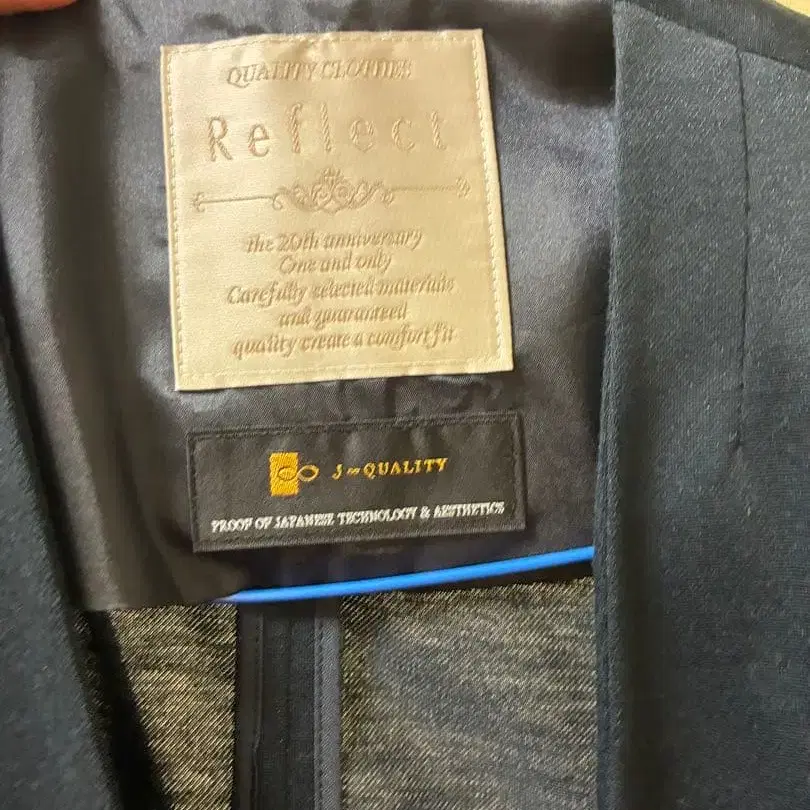 QUALITY CLOTHES
Reflect
the 20th anniversary
One and only
Carefully selected materials
and guaranteed
quality create a comfort fit
J∞QUALITY
PROOF OF JAPANESE TECHNOLOGY & AESTHETICS